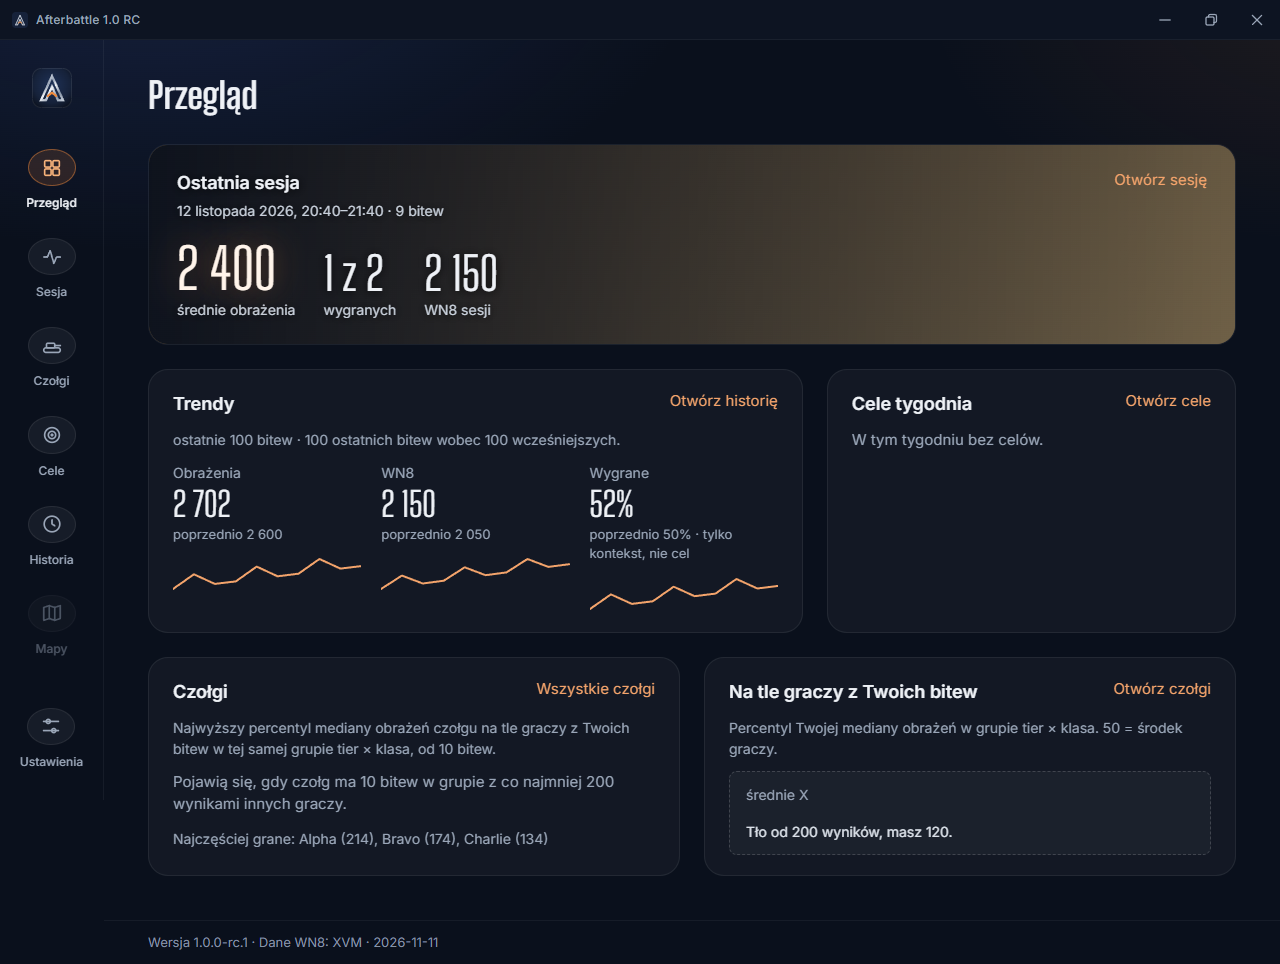 Afterbattle 1.0 RC
Przegląd
Ostatnia sesja
Otwórz sesję
12 listopada 2026, 20:40–21:40 · 9 bitew
2 400
średnie obrażenia
1 z 2
wygranych
2 150
WN8 sesji
Przegląd
Sesja
Czołgi
Cele
Historia
Mapy
Ustawienia
Trendy
Otwórz historię
ostatnie 100 bitew · 100 ostatnich bitew wobec 100 wcześniejszych.
Obrażenia
2 702
poprzednio 2 600
WN8
2 150
poprzednio 2 050
Wygrane
52%
poprzednio 50% · tylko
kontekst, nie cel
Cele tygodnia
Otwórz cele
W tym tygodniu bez celów.
Czołgi
Wszystkie czołgi
Najwyższy percentyl mediany obrażeń czołgu na tle graczy z Twoich
bitew w tej samej grupie tier × klasa, od 10 bitew.
Pojawią się, gdy czołg ma 10 bitew w grupie z co najmniej 200
wynikami innych graczy.
Najczęściej grane: Alpha (214), Bravo (174), Charlie (134)
Na tle graczy z Twoich bitew
Otwórz czołgi
Percentyl Twojej mediany obrażeń w grupie tier × klasa. 50 = środek
graczy.
średnie X
Tło od 200 wyników, masz 120.
Wersja 1.0.0-rc.1 · Dane WN8: XVM · 2026-11-11